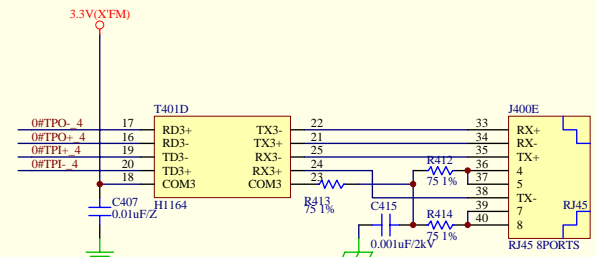 3.3V(X'FM)
T401D
J400E
0#TPO-_4 17 RD3+ TX3- 22 33 RX+
0#TPO+_4 16 RD3- TX3+ 21 34 RX-
0#TPI+_4 19 TD3- RX3- 25 35 TX+
0#TPI-_4 20 TD3+ RX3+ 24 R412 36 4
18 COM3 COM3 23 75 1% 37 5
38 TX-
C407 H1164 R413 C415 R414 39 7 RJ45
0.01uF/Z 75 1% 40 8
75 1%
0.001uF/2kV RJ45 8PORTS